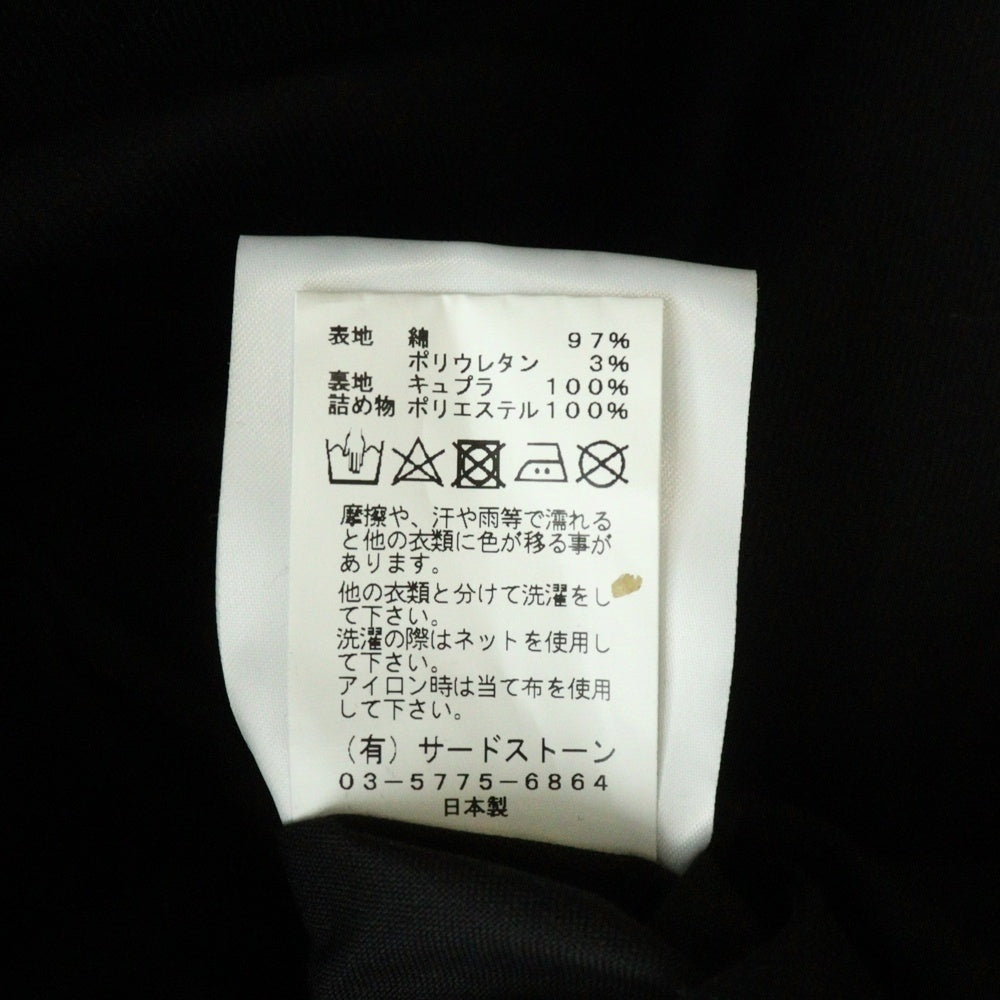 表地 綿 97%
ポリウレタン 3%
裏地 キュプラ 100%
詰め物 ポリエステル100%
摩擦や、汗や雨等で濡れる
と他の衣類に色が移る事が
あります。
他の衣類と分けて洗濯をし
て下さい。
洗濯の際はネットを使用し
て下さい。
アイロン時は当て布を使用
して下さい。
（有）サードストーン
03－5775－6864
日本製